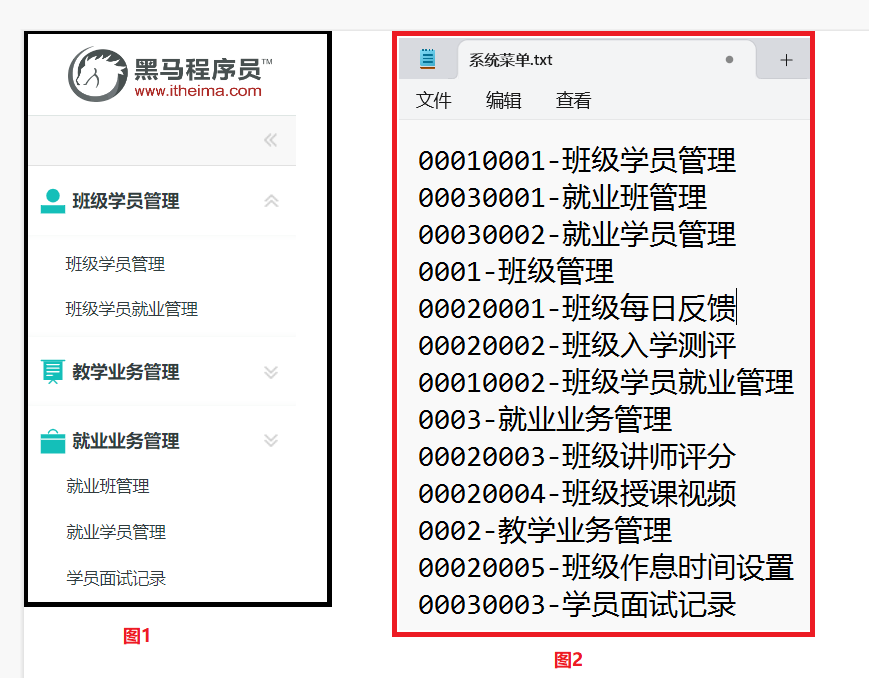 黑马程序员™
www.itheima.com
班级学员管理
班级学员管理
班级学员就业管理
教学业务管理
就业业务管理
就业班管理
就业学员管理
学员面试记录
图1
系统菜单.txt
文件 编辑 查看
00010001-班级学员管理
00030001-就业班管理
00030002-就业学员管理
0001-班级管理
00020001-班级每日反馈
00020002-班级入学测评
00010002-班级学员就业管理
0003-就业业务管理
00020003-班级讲师评分
00020004-班级授课视频
0002-教学业务管理
00020005-班级作息时间设置
00030003-学员面试记录
图2